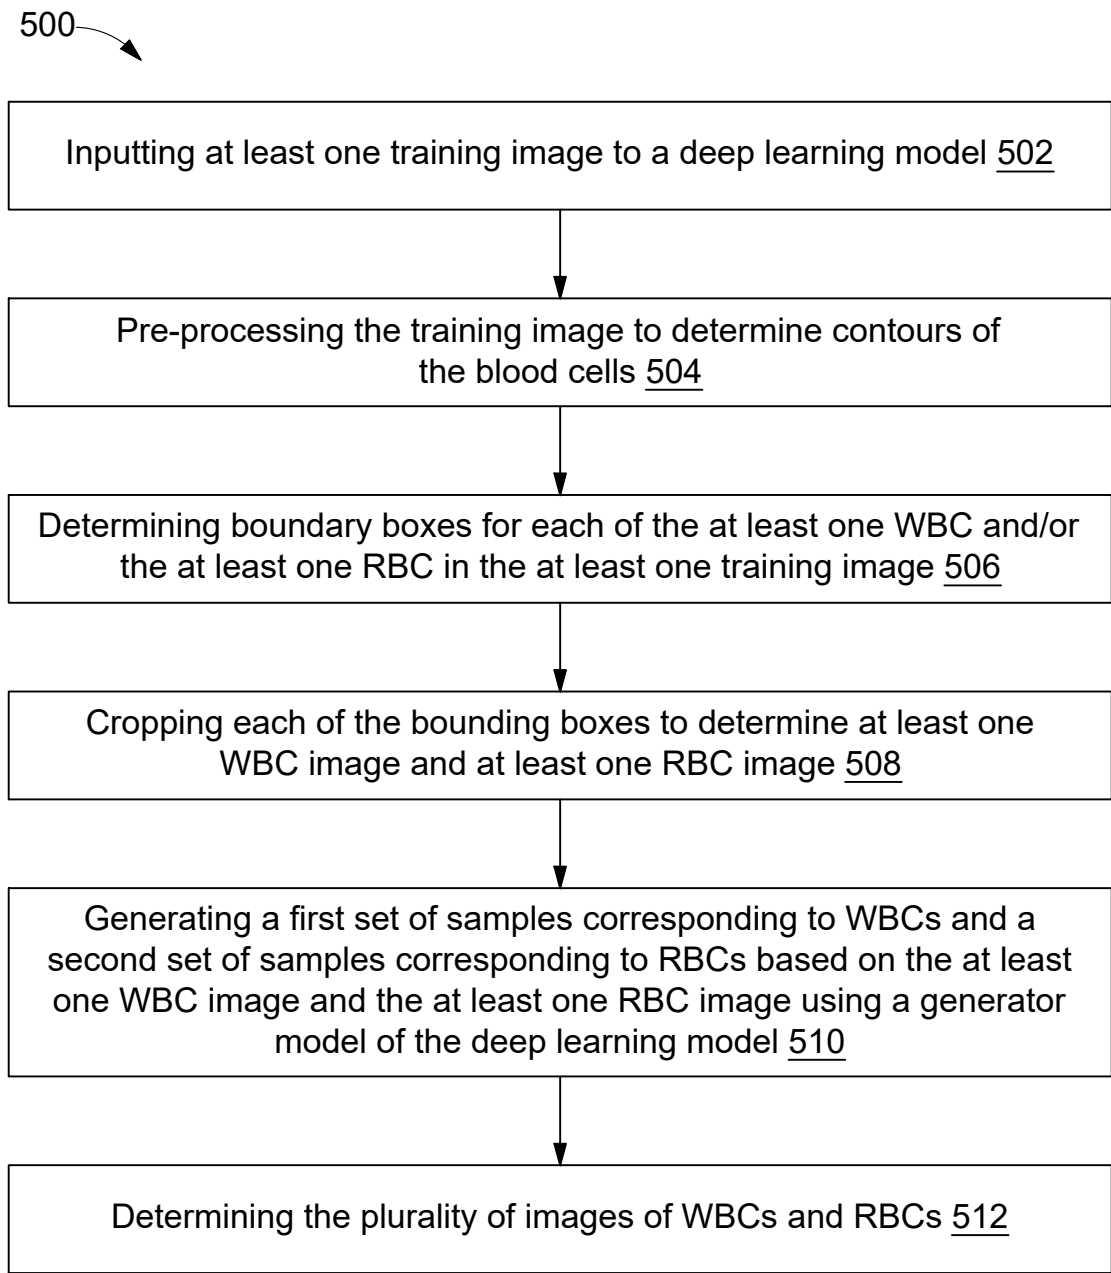 500
Inputting at least one training image to a deep learning model 502
Pre-processing the training image to determine contours of
the blood cells 504
Determining boundary boxes for each of the at least one WBC and/or
the at least one RBC in the at least one training image 506
Cropping each of the bounding boxes to determine at least one
WBC image and at least one RBC image 508
Generating a first set of samples corresponding to WBCs and a
second set of samples corresponding to RBCs based on the at least
one WBC image and the at least one RBC image using a generator
model of the deep learning model 510
Determining the plurality of images of WBCs and RBCs 512